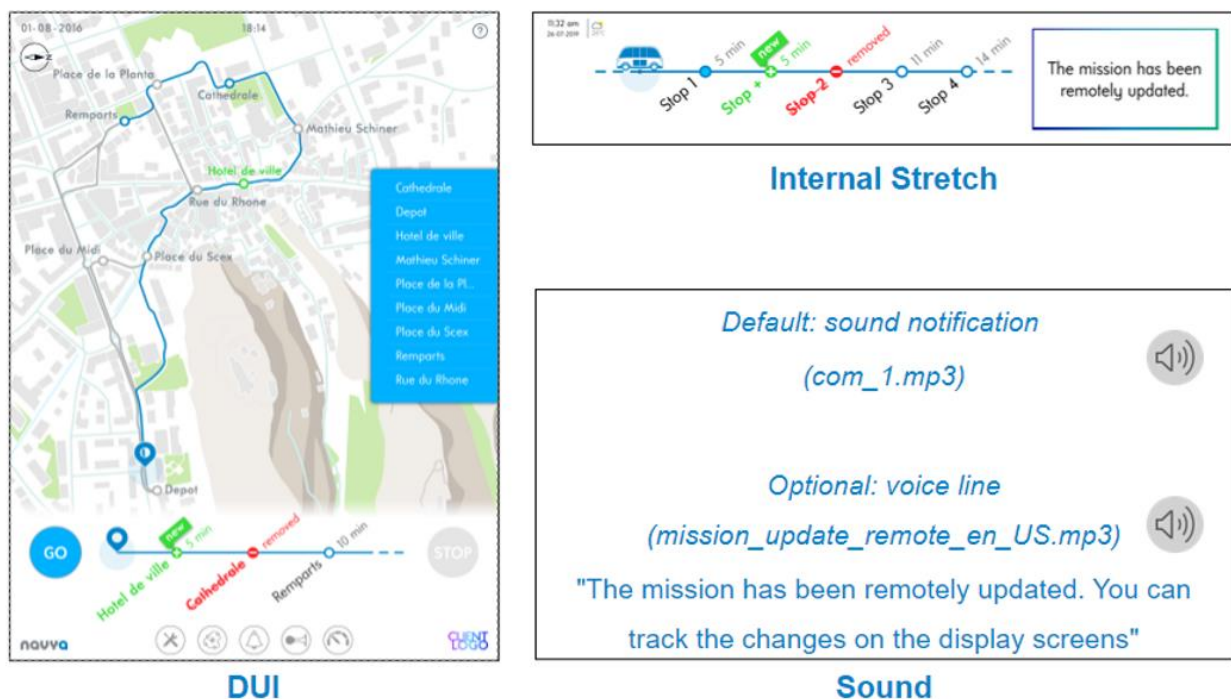 01-08-2016
18:14
?
Place de la Planta
Cathedrale
Remparts
Mathieu Schiner
Hotel de ville
Rue du Rhone
Place du Midi
Place du Scex
Depot
Cathedrale
Depot
Hotel de ville
Mathieu Schiner
Place de la Pl...
Place du Midi
Place du Scex
Remparts
Rue du Rhone
GO
new
5 min
removed
10 min
STOP
Hotel de ville
Cathedrale
Remparts
navya
CLIENT
LOGO
DUI
11:32 am
26-07-2019
5 min
new
5 min
removed
11 min
14 min
Stop 1
Stop +
Stop 2
Stop 3
Stop 4
The mission has been
remotely updated.
Internal Stretch
Default: sound notification
(com_1.mp3)
Optional: voice line
(mission_update_remote_en_US.mp3)
"The mission has been remotely updated. You can
track the changes on the display screens"
Sound